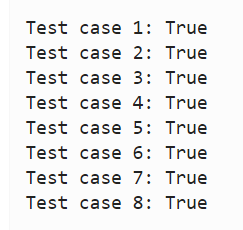 Test case 1: True
Test case 2: True
Test case 3: True
Test case 4: True
Test case 5: True
Test case 6: True
Test case 7: True
Test case 8: True